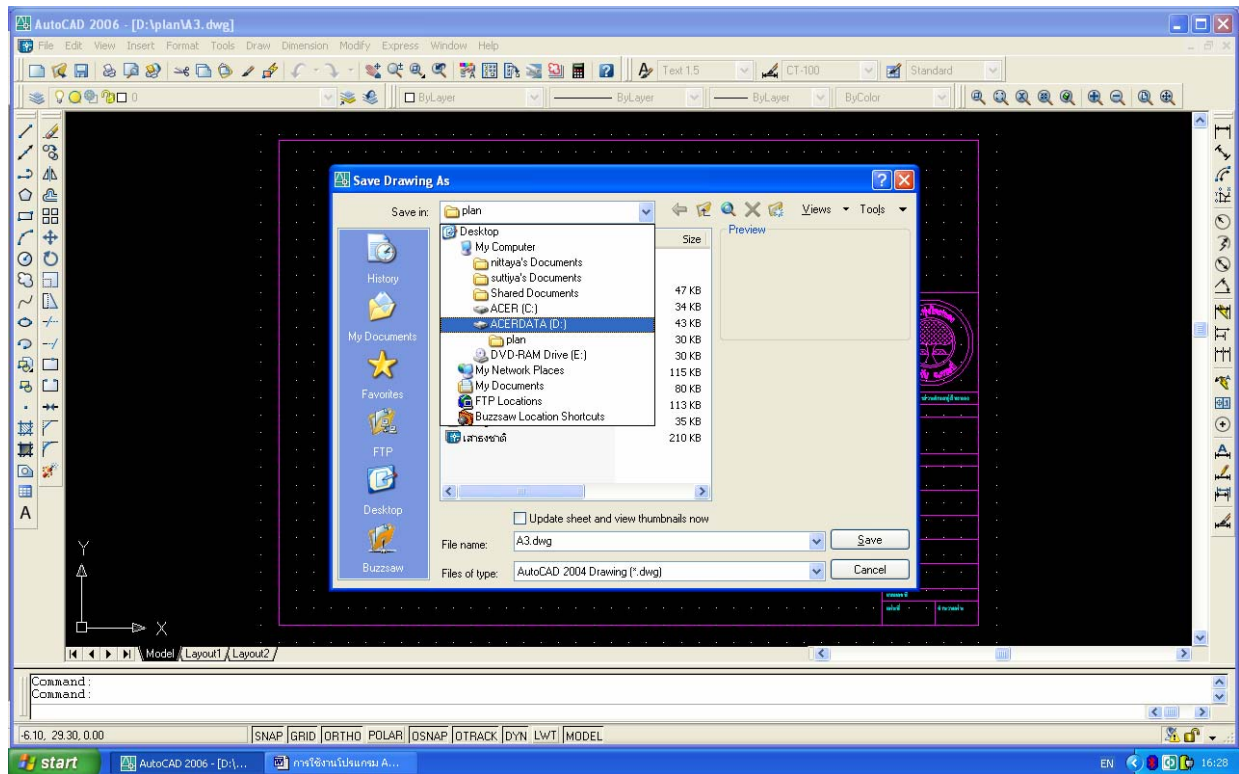 AutoCAD 2006 - [D:\plan\A3.dwg]
File Edit View Insert Format Tools Draw Dimension Modify Express Window Help
Text 1.5 CT-100 Standard
0 ByLayer ByLayer ByLayer ByColor
Save Drawing As
Save in: plan Views Tools
Desktop
My Computer
nittaya's Documents
suttiya's Documents
Shared Documents
ACER (C:)
ACERDATA (D:)
plan
DVD-RAM Drive (E:)
My Network Places
My Documents
FTP Locations
Buzzsaw Location Shortcuts
เสาธงชาติ
Size
47 KB
34 KB
43 KB
30 KB
30 KB
115 KB
80 KB
113 KB
35 KB
210 KB
Preview
History
My Documents
Favorites
FTP
Desktop
Buzzsaw
Update sheet and view thumbnails now
File name: A3.dwg Save
Files of type: AutoCAD 2004 Drawing (*.dwg) Cancel
A
Y
X
Model Layout1 Layout2
Command:
Command:
-6.10, 29.30, 0.00 SNAP GRID ORTHO POLAR OSNAP OTRACK DYN LWT MODEL
start AutoCAD 2006 - [D:\... การใช้งานโปรแกรม A... EN 16:28